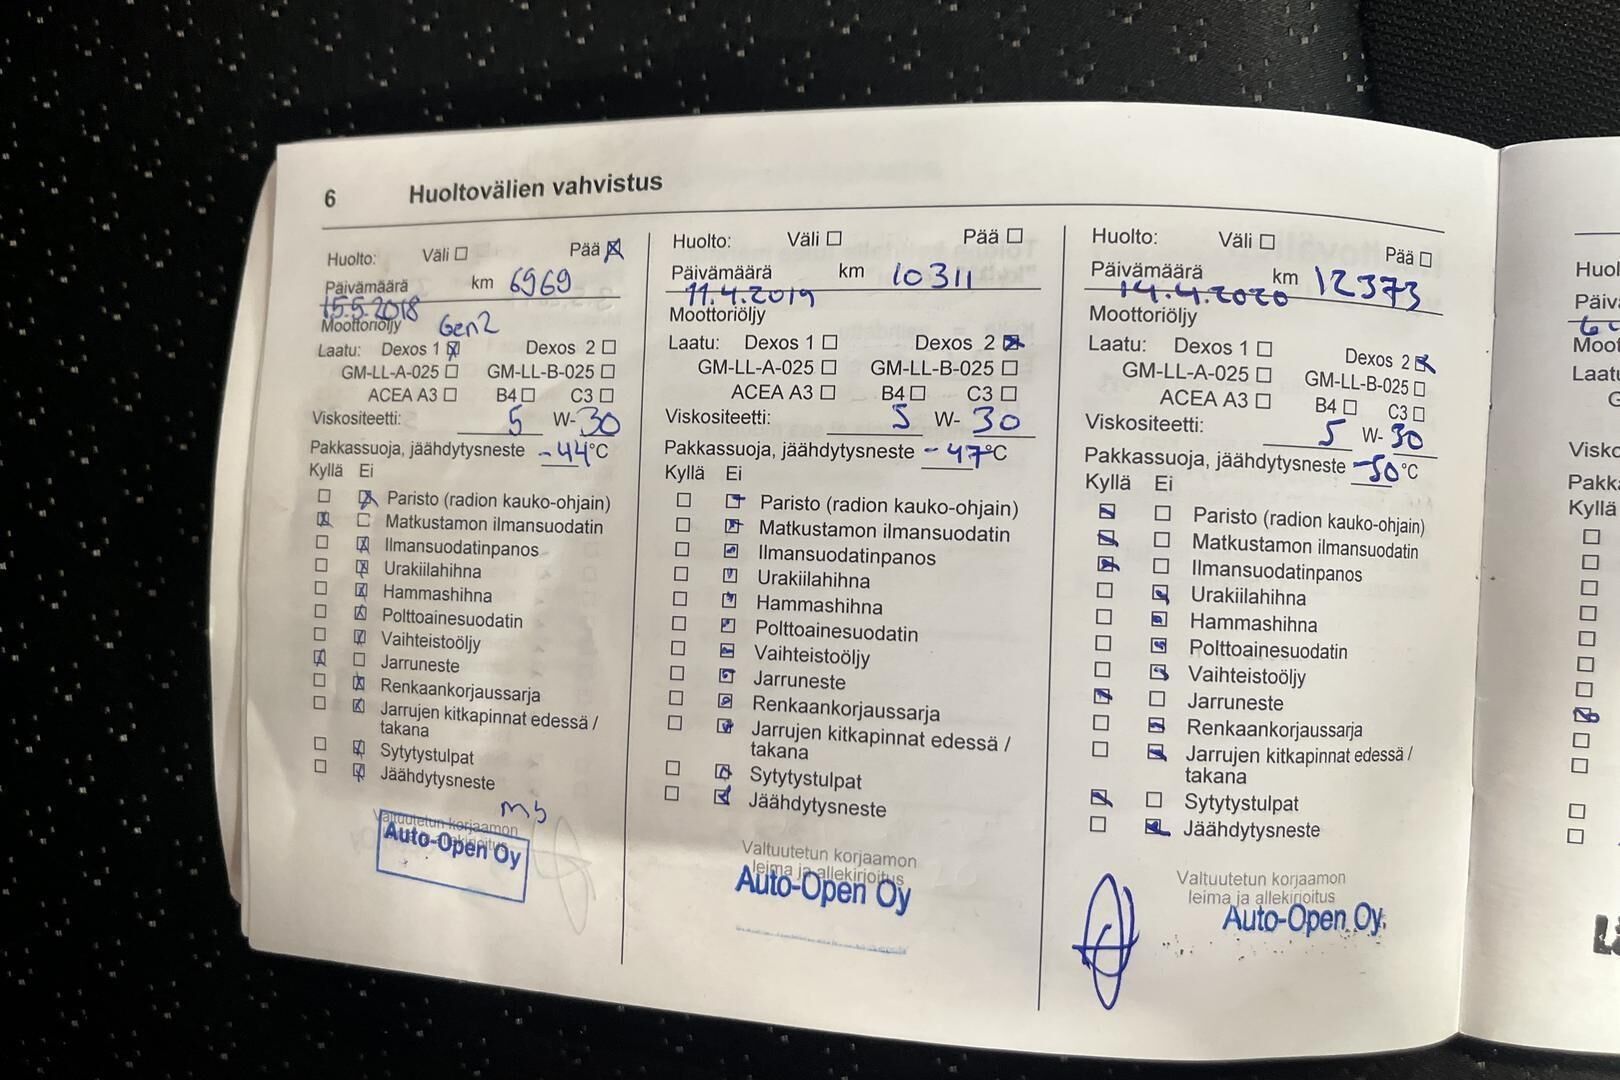 6 Huoltovälien vahvistus
Huolto: Väli ☐ Pää ☒
Päivämäärä km 6969
15.5.2018
Moottoriöljy Gen2
Laatu: Dexos 1 ☒ Dexos 2 ☐
GM-LL-A-025 ☐ GM-LL-B-025 ☐
ACEA A3 ☐ B4 ☐ C3 ☐
Viskositeetti: 5 W-30
Pakkassuoja, jäähdytysneste -44°C
Kyllä Ei
☐ ☒ Paristo (radion kauko-ohjain)
☒ ☐ Matkustamon ilmansuodatin
☐ ☒ Ilmansuodatinpanos
☐ ☒ Urakiilahihna
☐ ☒ Hammashihna
☐ ☒ Polttoainesuodatin
☐ ☒ Vaihteistoöljy
☒ ☐ Jarruneste
☐ ☒ Renkaankorjaussarja
☐ ☒ Jarrujen kitkapinnat edessä /
takana
☐ ☒ Sytytystulpat
☐ ☒ Jäähdytysneste
Valtuutetun korjaamon
Auto-Open Oy
Huolto: Väli ☐ Pää ☐
Päivämäärä km 10311
11.4.2019
Moottoriöljy
Laatu: Dexos 1 ☐ Dexos 2 ☒
GM-LL-A-025 ☐ GM-LL-B-025 ☐
ACEA A3 ☐ B4 ☐ C3 ☐
Viskositeetti: 5 W-30
Pakkassuoja, jäähdytysneste -47°C
Kyllä Ei
☐ ☒ Paristo (radion kauko-ohjain)
☐ ☒ Matkustamon ilmansuodatin
☐ ☒ Ilmansuodatinpanos
☐ ☒ Urakiilahihna
☐ ☒ Hammashihna
☐ ☒ Polttoainesuodatin
☐ ☒ Vaihteistoöljy
☐ ☒ Jarruneste
☐ ☒ Renkaankorjaussarja
☐ ☒ Jarrujen kitkapinnat edessä /
takana
☐ ☒ Sytytystulpat
☐ ☒ Jäähdytysneste
Valtuutetun korjaamon
leima ja allekirjoitus
Auto-Open Oy
Huolto: Väli ☐ Pää ☐
Päivämäärä km 12373
14.4.2020
Moottoriöljy
Laatu: Dexos 1 ☐ Dexos 2 ☒
GM-LL-A-025 ☐ GM-LL-B-025 ☐
ACEA A3 ☐ B4 ☐ C3 ☐
Viskositeetti: 5 W-30
Pakkassuoja, jäähdytysneste -50°C
Kyllä Ei
☒ ☐ Paristo (radion kauko-ohjain)
☒ ☐ Matkustamon ilmansuodatin
☒ ☐ Ilmansuodatinpanos
☐ ☒ Urakiilahihna
☐ ☒ Hammashihna
☐ ☒ Polttoainesuodatin
☐ ☒ Vaihteistoöljy
☒ ☐ Jarruneste
☐ ☒ Renkaankorjaussarja
☐ ☒ Jarrujen kitkapinnat edessä /
takana
☒ ☐ Sytytystulpat
☐ ☒ Jäähdytysneste
Valtuutetun korjaamon
leima ja allekirjoitus
Auto-Open Oy
Kyllä